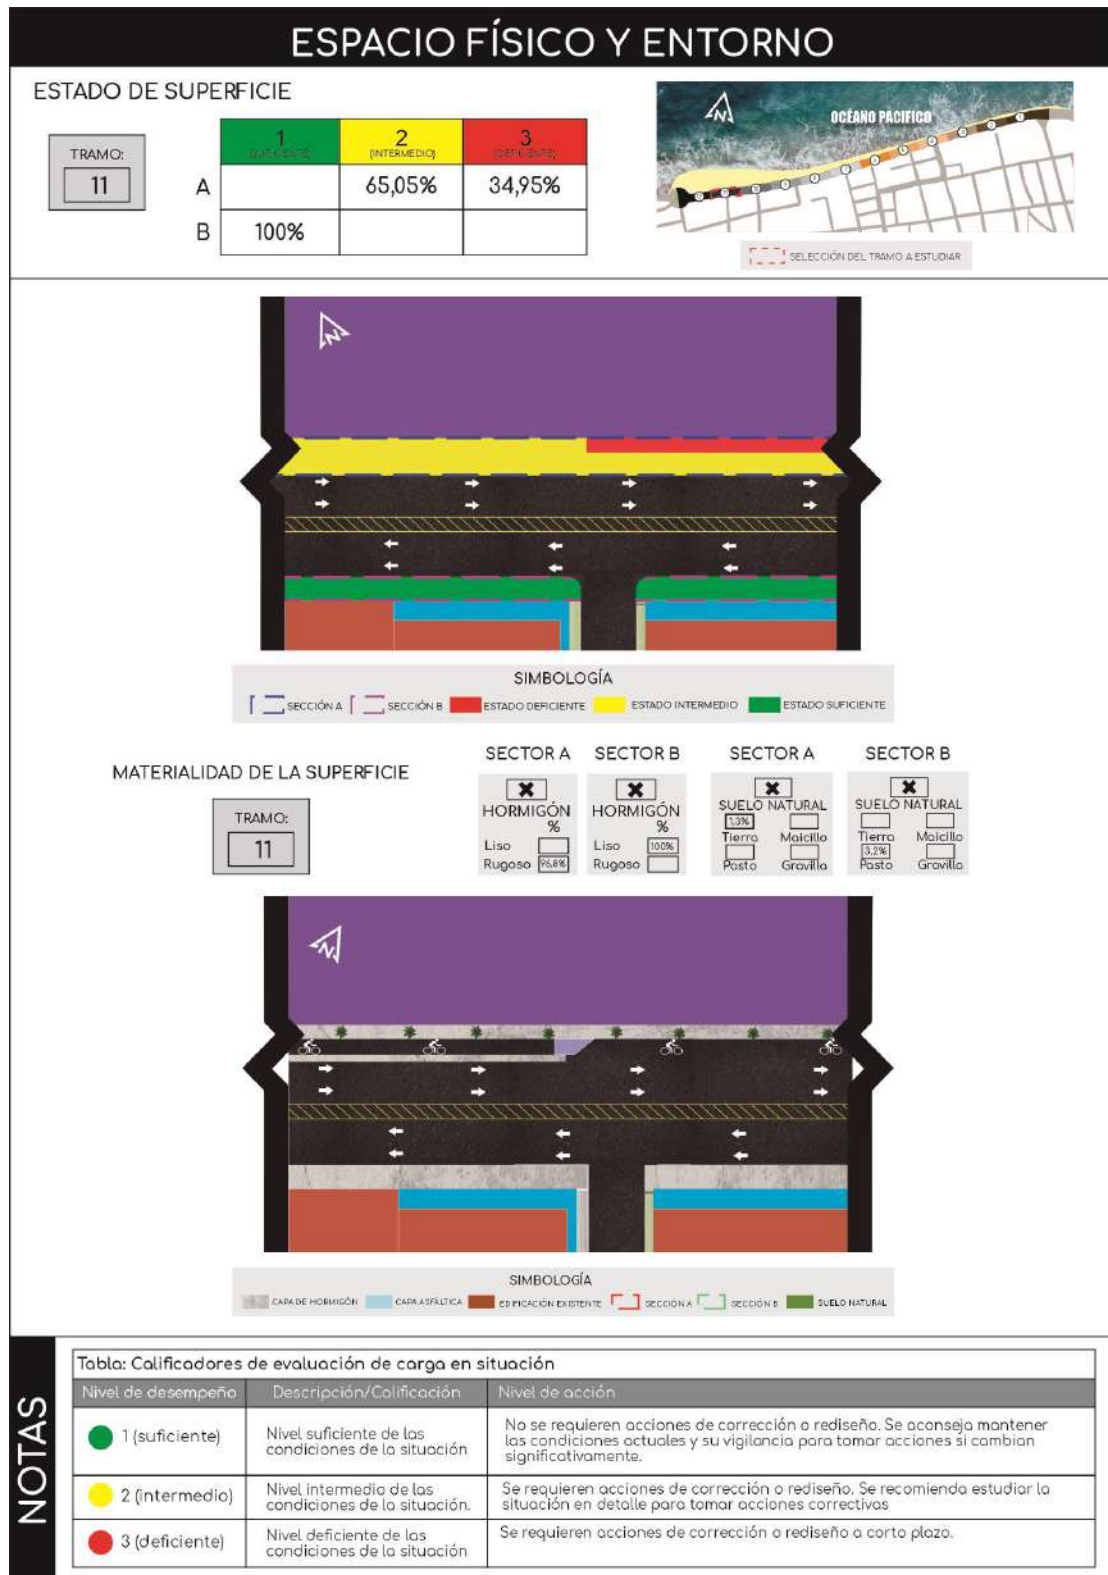 ESPACIO FÍSICO Y ENTORNO
ESTADO DE SUPERFICIE
TRAMO:
11
1 2 3
(SUFICIENTE) (INTERMEDIO) (DEFICIENTE)
A 65,05% 34,95%
B 100%
N
OCÉANO PACIFICO
SELECCIÓN DEL TRAMO A ESTUDIAR
N
SIMBOLOGÍA
SECCIÓN A SECCIÓN B ESTADO DEFICIENTE ESTADO INTERMEDIO ESTADO SUFICIENTE
MATERIALIDAD DE LA SUPERFICIE
TRAMO:
11
SECTOR A
HORMIGÓN
%
Liso
Rugoso 96,8%
SECTOR B
HORMIGÓN
%
Liso 100%
Rugoso
SECTOR A
SUELO NATURAL
1,3%
Tierra Maicillo
Pasto Gravilla
SECTOR B
SUELO NATURAL
Tierra Maicillo
3,2%
Pasto Gravilla
N
SIMBOLOGÍA
CAPA DE HORMIGÓN CAPA ASFÁLTICA EDIFICACIÓN EXISTENTE SECCIÓN A SECCIÓN B SUELO NATURAL
NOTAS
Tabla: Calificadores de evaluación de carga en situación
Nivel de desempeño Descripción/Calificación Nivel de acción
1 (suficiente)
Nivel suficiente de las
condiciones de la situación
No se requieren acciones de corrección o rediseño. Se aconseja mantener
las condiciones actuales y su vigilancia para tomar acciones si cambian
significativamente.
2 (intermedio)
Nivel intermedio de las
condiciones de la situación.
Se requieren acciones de corrección o rediseño. Se recomienda estudiar la
situación en detalle para tomar acciones correctivas
3 (deficiente)
Nivel deficiente de las
condiciones de la situación
Se requieren acciones de corrección o rediseño a corto plazo.